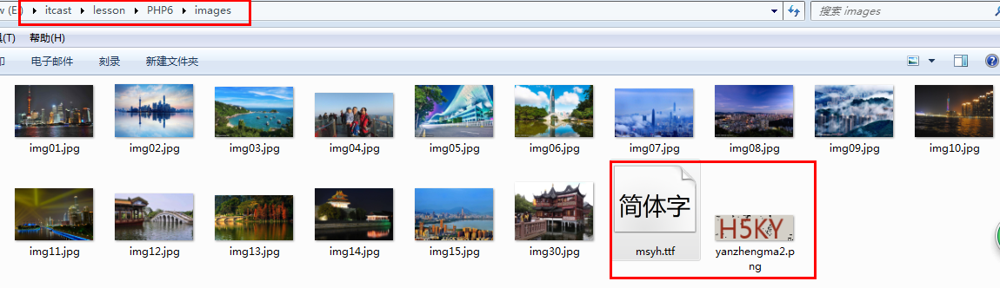 w (E:) itcast lesson PHP6 images 搜索 images
(T) 帮助(H)
印 电子邮件 刻录 新建文件夹
img01.jpg img02.jpg img03.jpg img04.jpg img05.jpg img06.jpg img07.jpg img08.jpg img09.jpg img10.jpg
简体字
H5KY
img11.jpg img12.jpg img13.jpg img14.jpg img15.jpg img30.jpg msyh.ttf yanzhengma2.p
ng